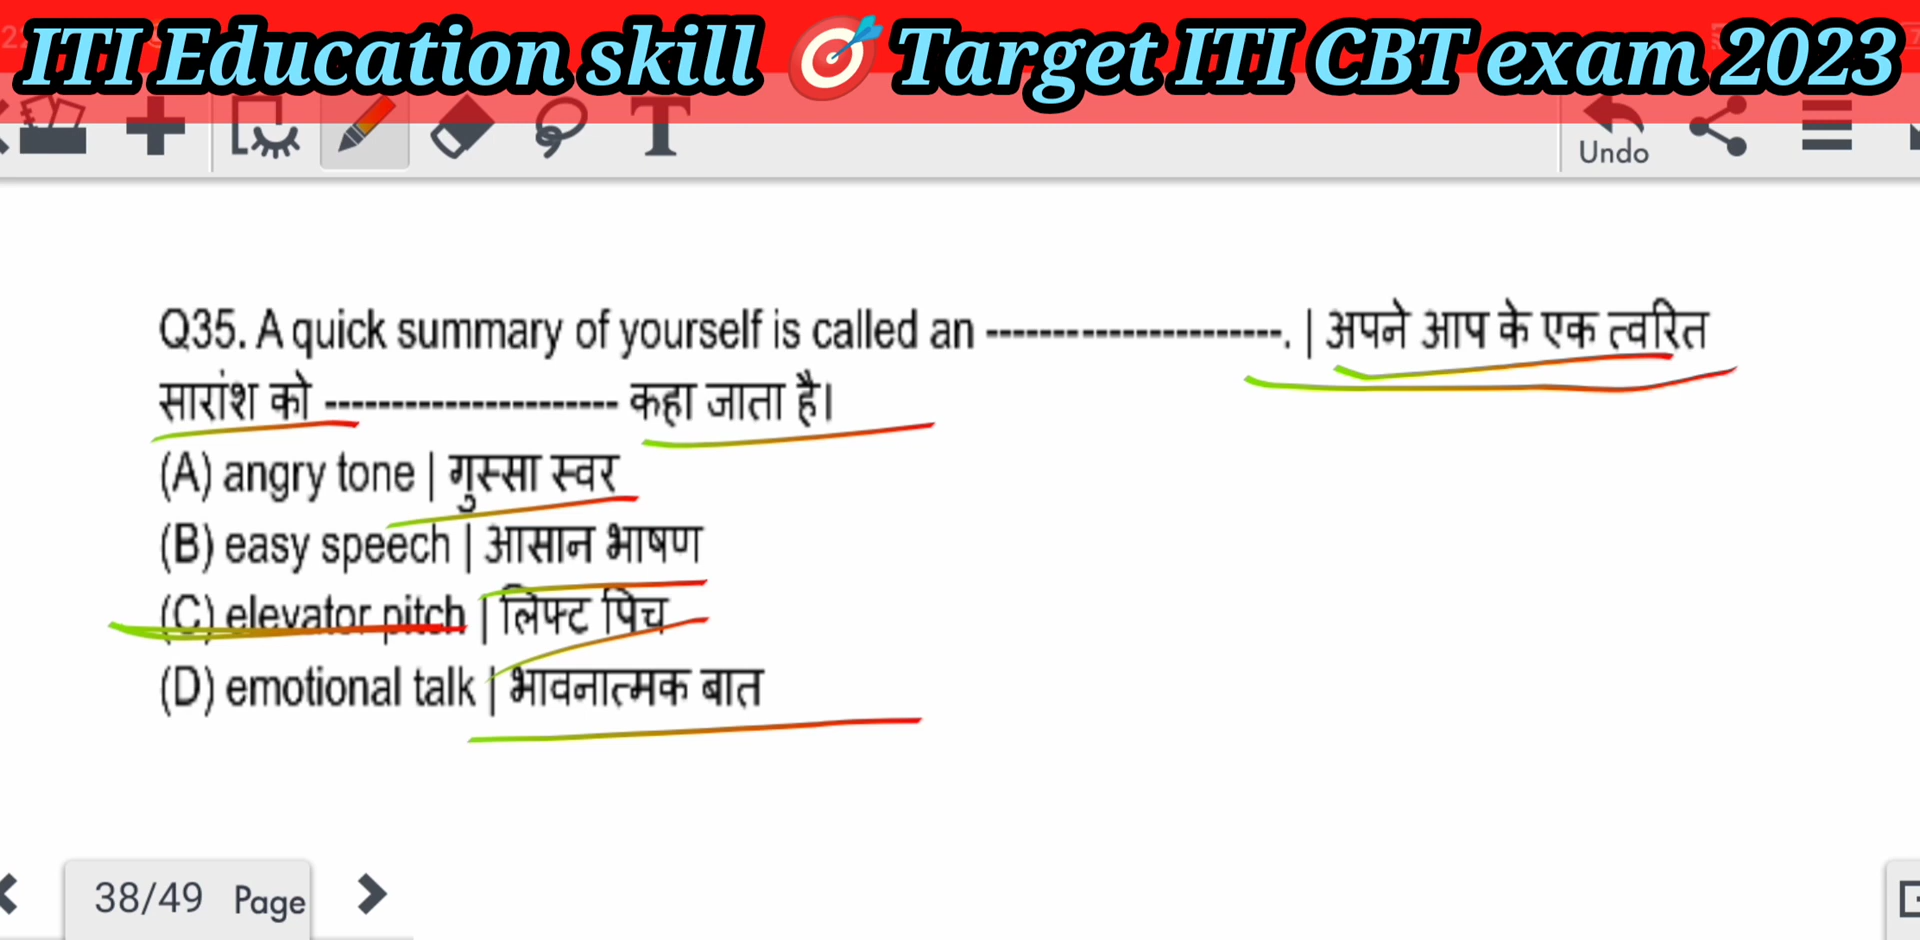 ITI Education skill 🎯 Target ITI CBT exam 2023
Undo
Q35. A quick summary of yourself is called an ----------------------. | अपने आप के एक त्वरित
सारांश को ---------------------- कहा जाता है।
(A) angry tone | गुस्सा स्वर
(B) easy speech | आसान भाषण
(C) elevator pitch | लिफ्ट पिच
(D) emotional talk | भावनात्मक बात
38/49 Page